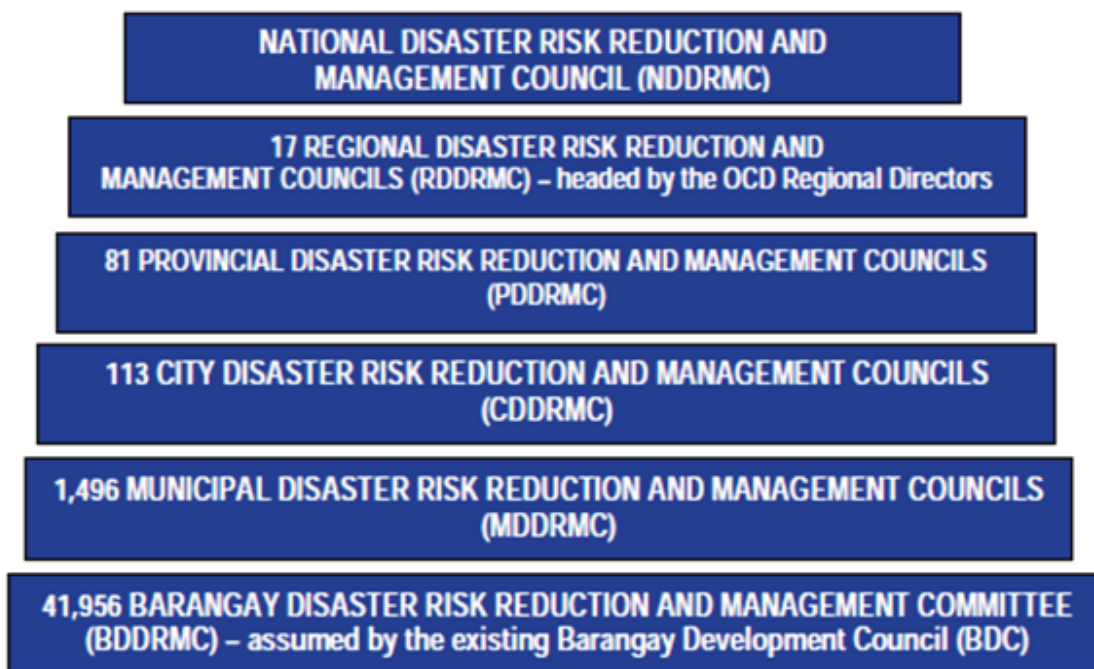 NATIONAL DISASTER RISK REDUCTION AND
MANAGEMENT COUNCIL (NDDRMC)
17 REGIONAL DISASTER RISK REDUCTION AND
MANAGEMENT COUNCILS (RDDRMC) – headed by the OCD Regional Directors
81 PROVINCIAL DISASTER RISK REDUCTION AND MANAGEMENT COUNCILS
(PDDRMC)
113 CITY DISASTER RISK REDUCTION AND MANAGEMENT COUNCILS
(CDDRMC)
1,496 MUNICIPAL DISASTER RISK REDUCTION AND MANAGEMENT COUNCILS
(MDDRMC)
41,956 BARANGAY DISASTER RISK REDUCTION AND MANAGEMENT COMMITTEE
(BDDRMC) – assumed by the existing Barangay Development Council (BDC)